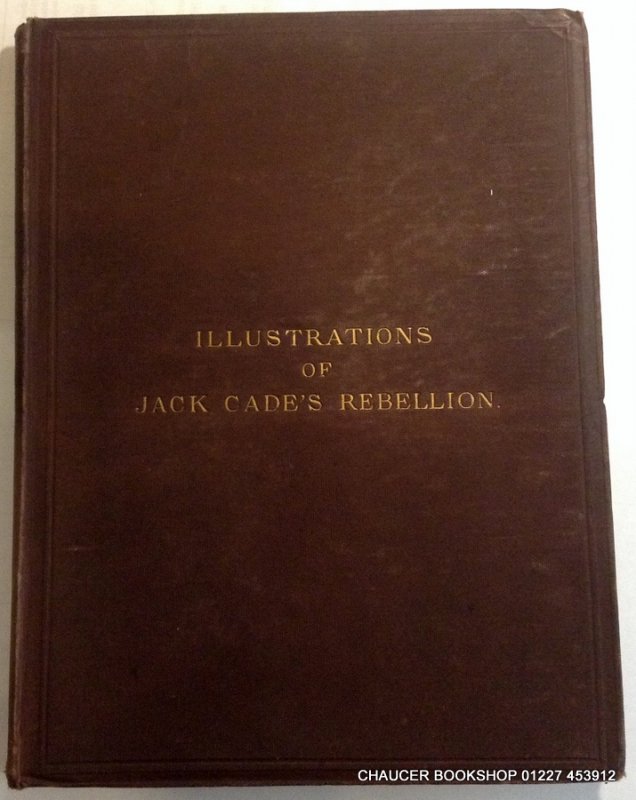 ILLUSTRATIONS
OF
JACK CADE'S REBELLION.
CHAUCER BOOKSHOP 01227 453912